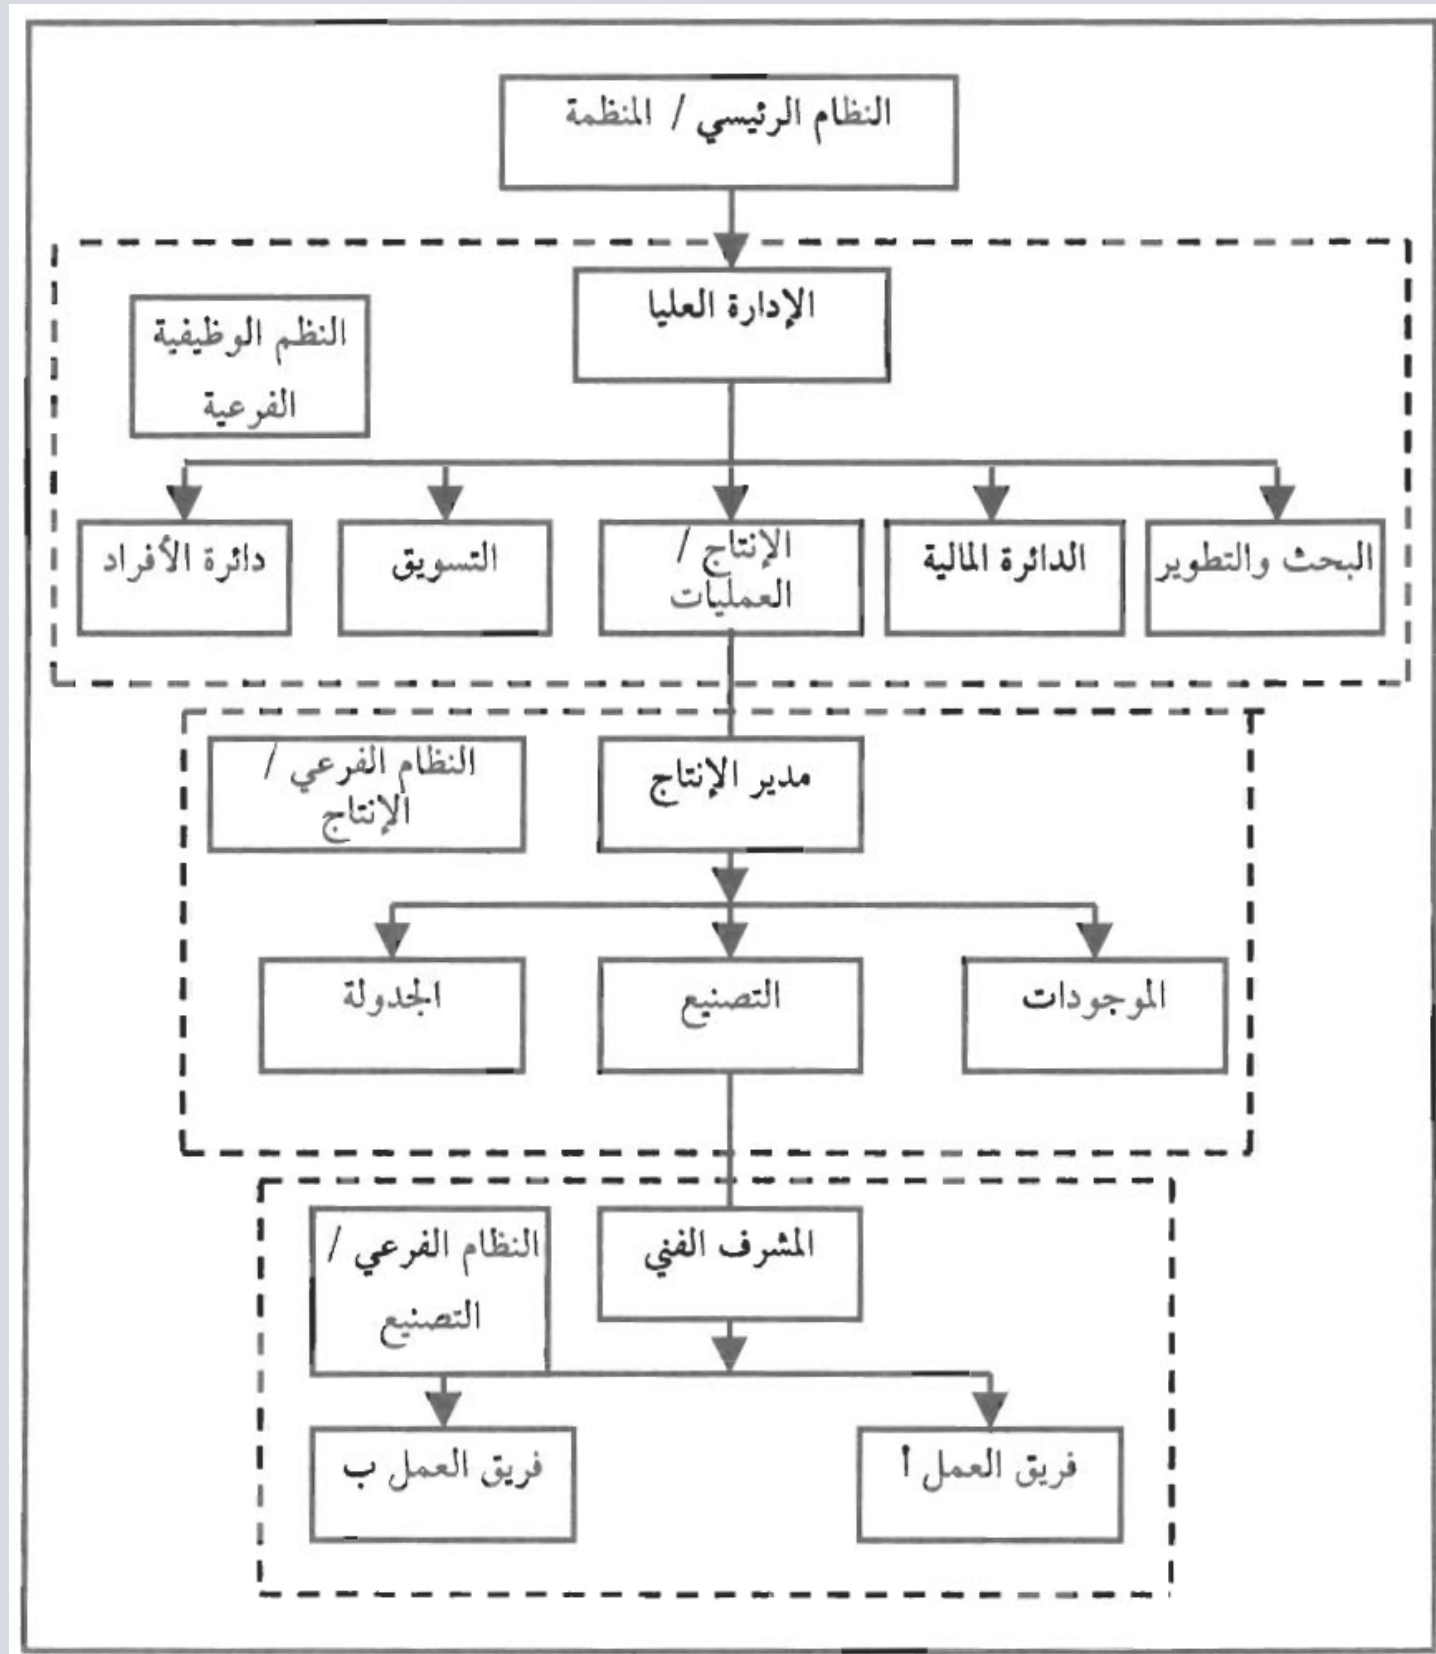 النظام الرئيسي / المنظمة
الإدارة العليا
النظم الوظيفية
الفرعية
البحث والتطوير
الدائرة المالية
الإنتاج /
العمليات
التسويق
دائرة الأفراد
مدير الإنتاج
النظام الفرعي /
الإنتاج
الموجودات
التصنيع
الجدولة
المشرف الفني
النظام الفرعي /
التصنيع
فريق العمل أ
فريق العمل ب